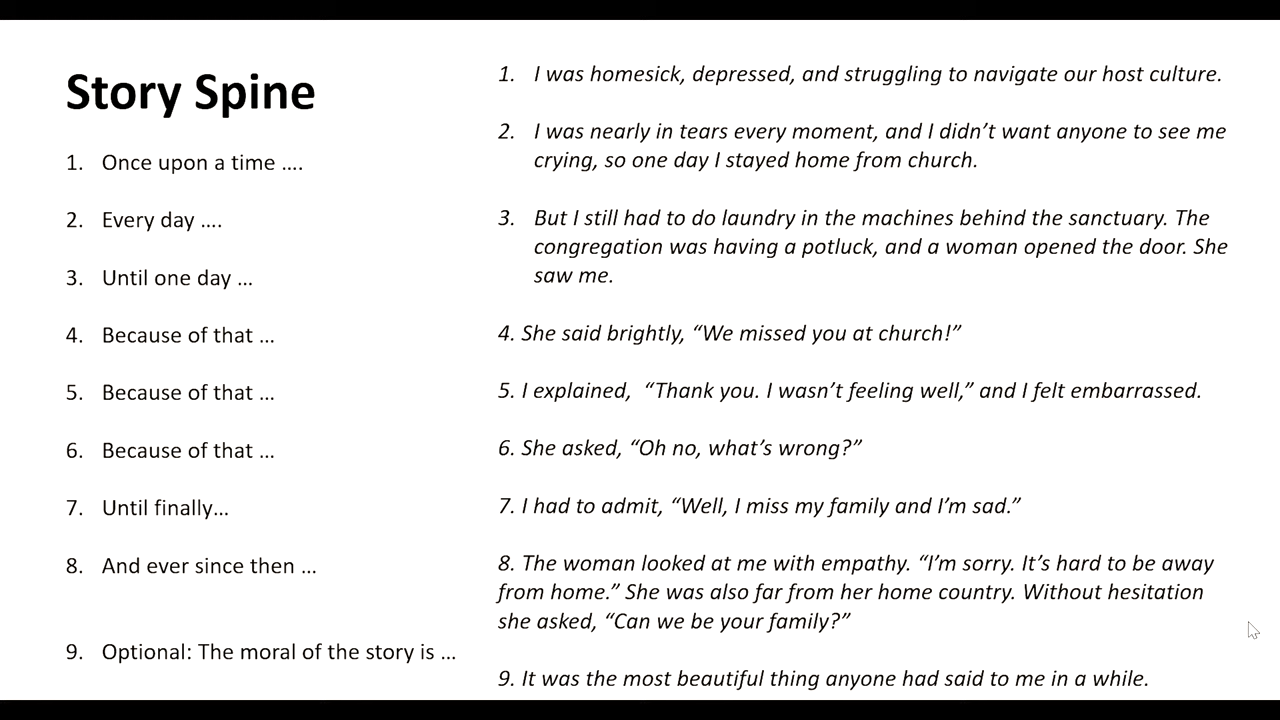 Story Spine
1. Once upon a time ....
2. Every day ....
3. Until one day ...
4. Because of that ...
5. Because of that ...
6. Because of that ...
7. Until finally...
8. And ever since then ...
9. Optional: The moral of the story is ...
1. I was homesick, depressed, and struggling to navigate our host culture.
2. I was nearly in tears every moment, and I didn’t want anyone to see me
crying, so one day I stayed home from church.
3. But I still had to do laundry in the machines behind the sanctuary. The
congregation was having a potluck, and a woman opened the door. She
saw me.
4. She said brightly, “We missed you at church!”
5. I explained,  “Thank you. I wasn’t feeling well,” and I felt embarrassed.
6. She asked, “Oh no, what’s wrong?”
7. I had to admit, “Well, I miss my family and I’m sad.”
8. The woman looked at me with empathy. “I’m sorry. It’s hard to be away
from home.” She was also far from her home country. Without hesitation
she asked, “Can we be your family?”
9. It was the most beautiful thing anyone had said to me in a while.